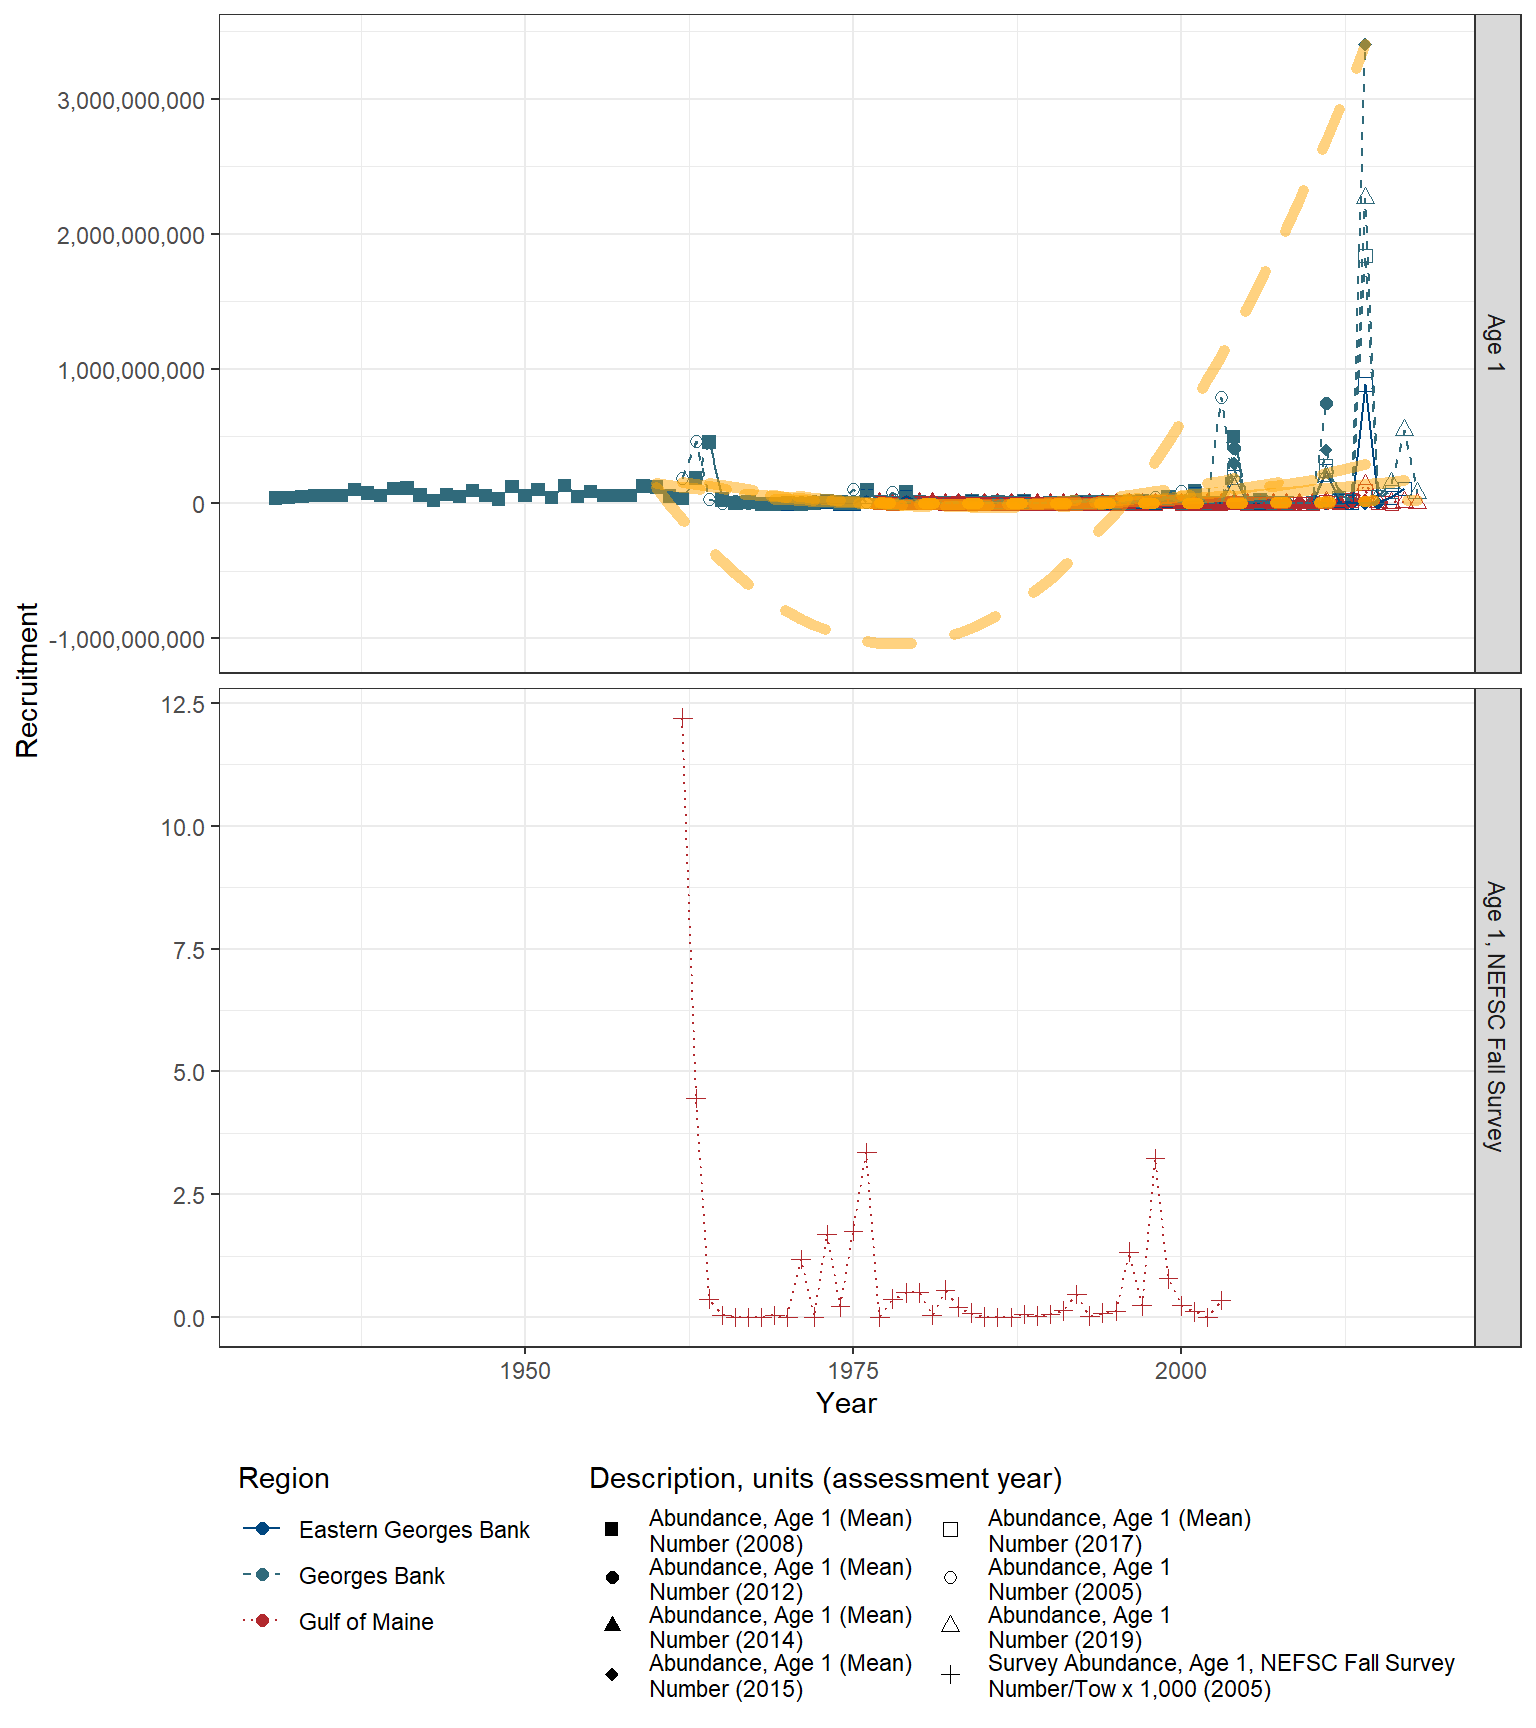 3,000,000,000
2,000,000,000
1,000,000,000
0
-1,000,000,000
Age 1
Recruitment
12.5
10.0
7.5
5.0
2.5
0.0
Age 1, NEFSC Fall Survey
1950
1975
2000
Year
Region
Eastern Georges Bank
Georges Bank
Gulf of Maine
Description, units (assessment year)
Abundance, Age 1 (Mean)
Number (2008)
Abundance, Age 1 (Mean)
Number (2012)
Abundance, Age 1 (Mean)
Number (2014)
Abundance, Age 1 (Mean)
Number (2015)
Abundance, Age 1 (Mean)
Number (2017)
Abundance, Age 1
Number (2005)
Abundance, Age 1
Number (2019)
Survey Abundance, Age 1, NEFSC Fall Survey
Number/Tow x 1,000 (2005)